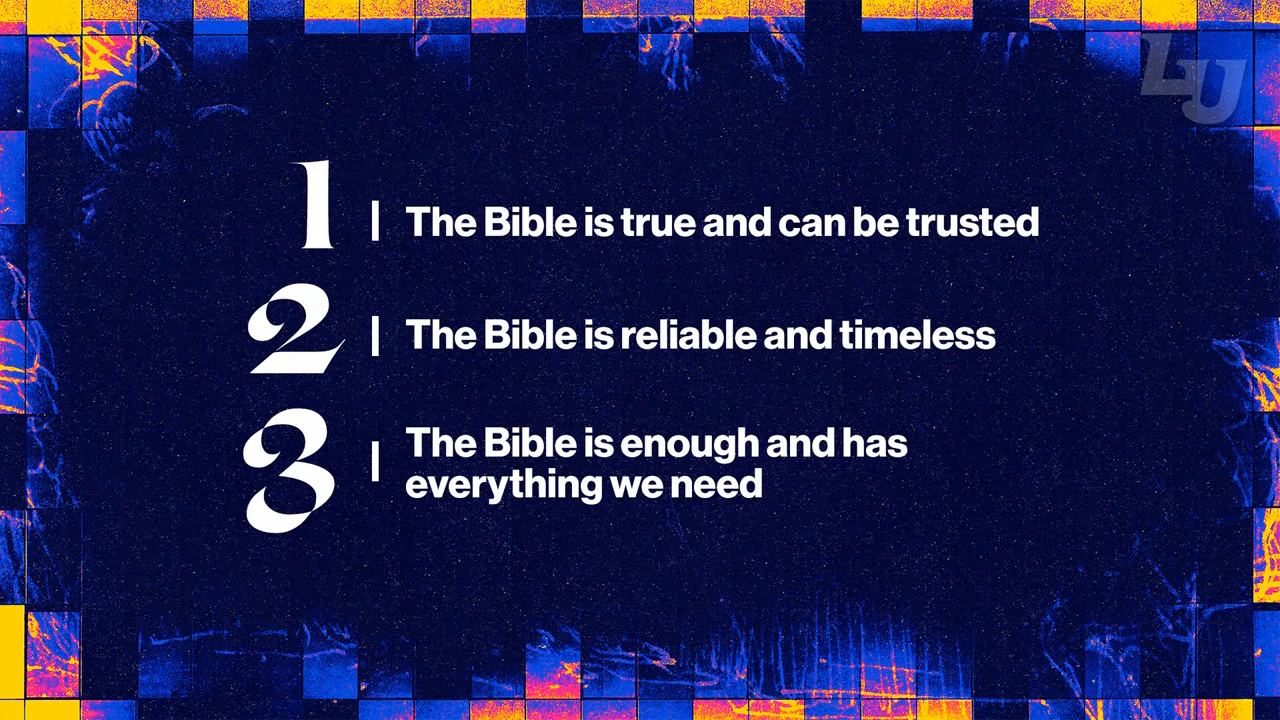 LU
1 | The Bible is true and can be trusted
2 | The Bible is reliable and timeless
3 | The Bible is enough and has
everything we need